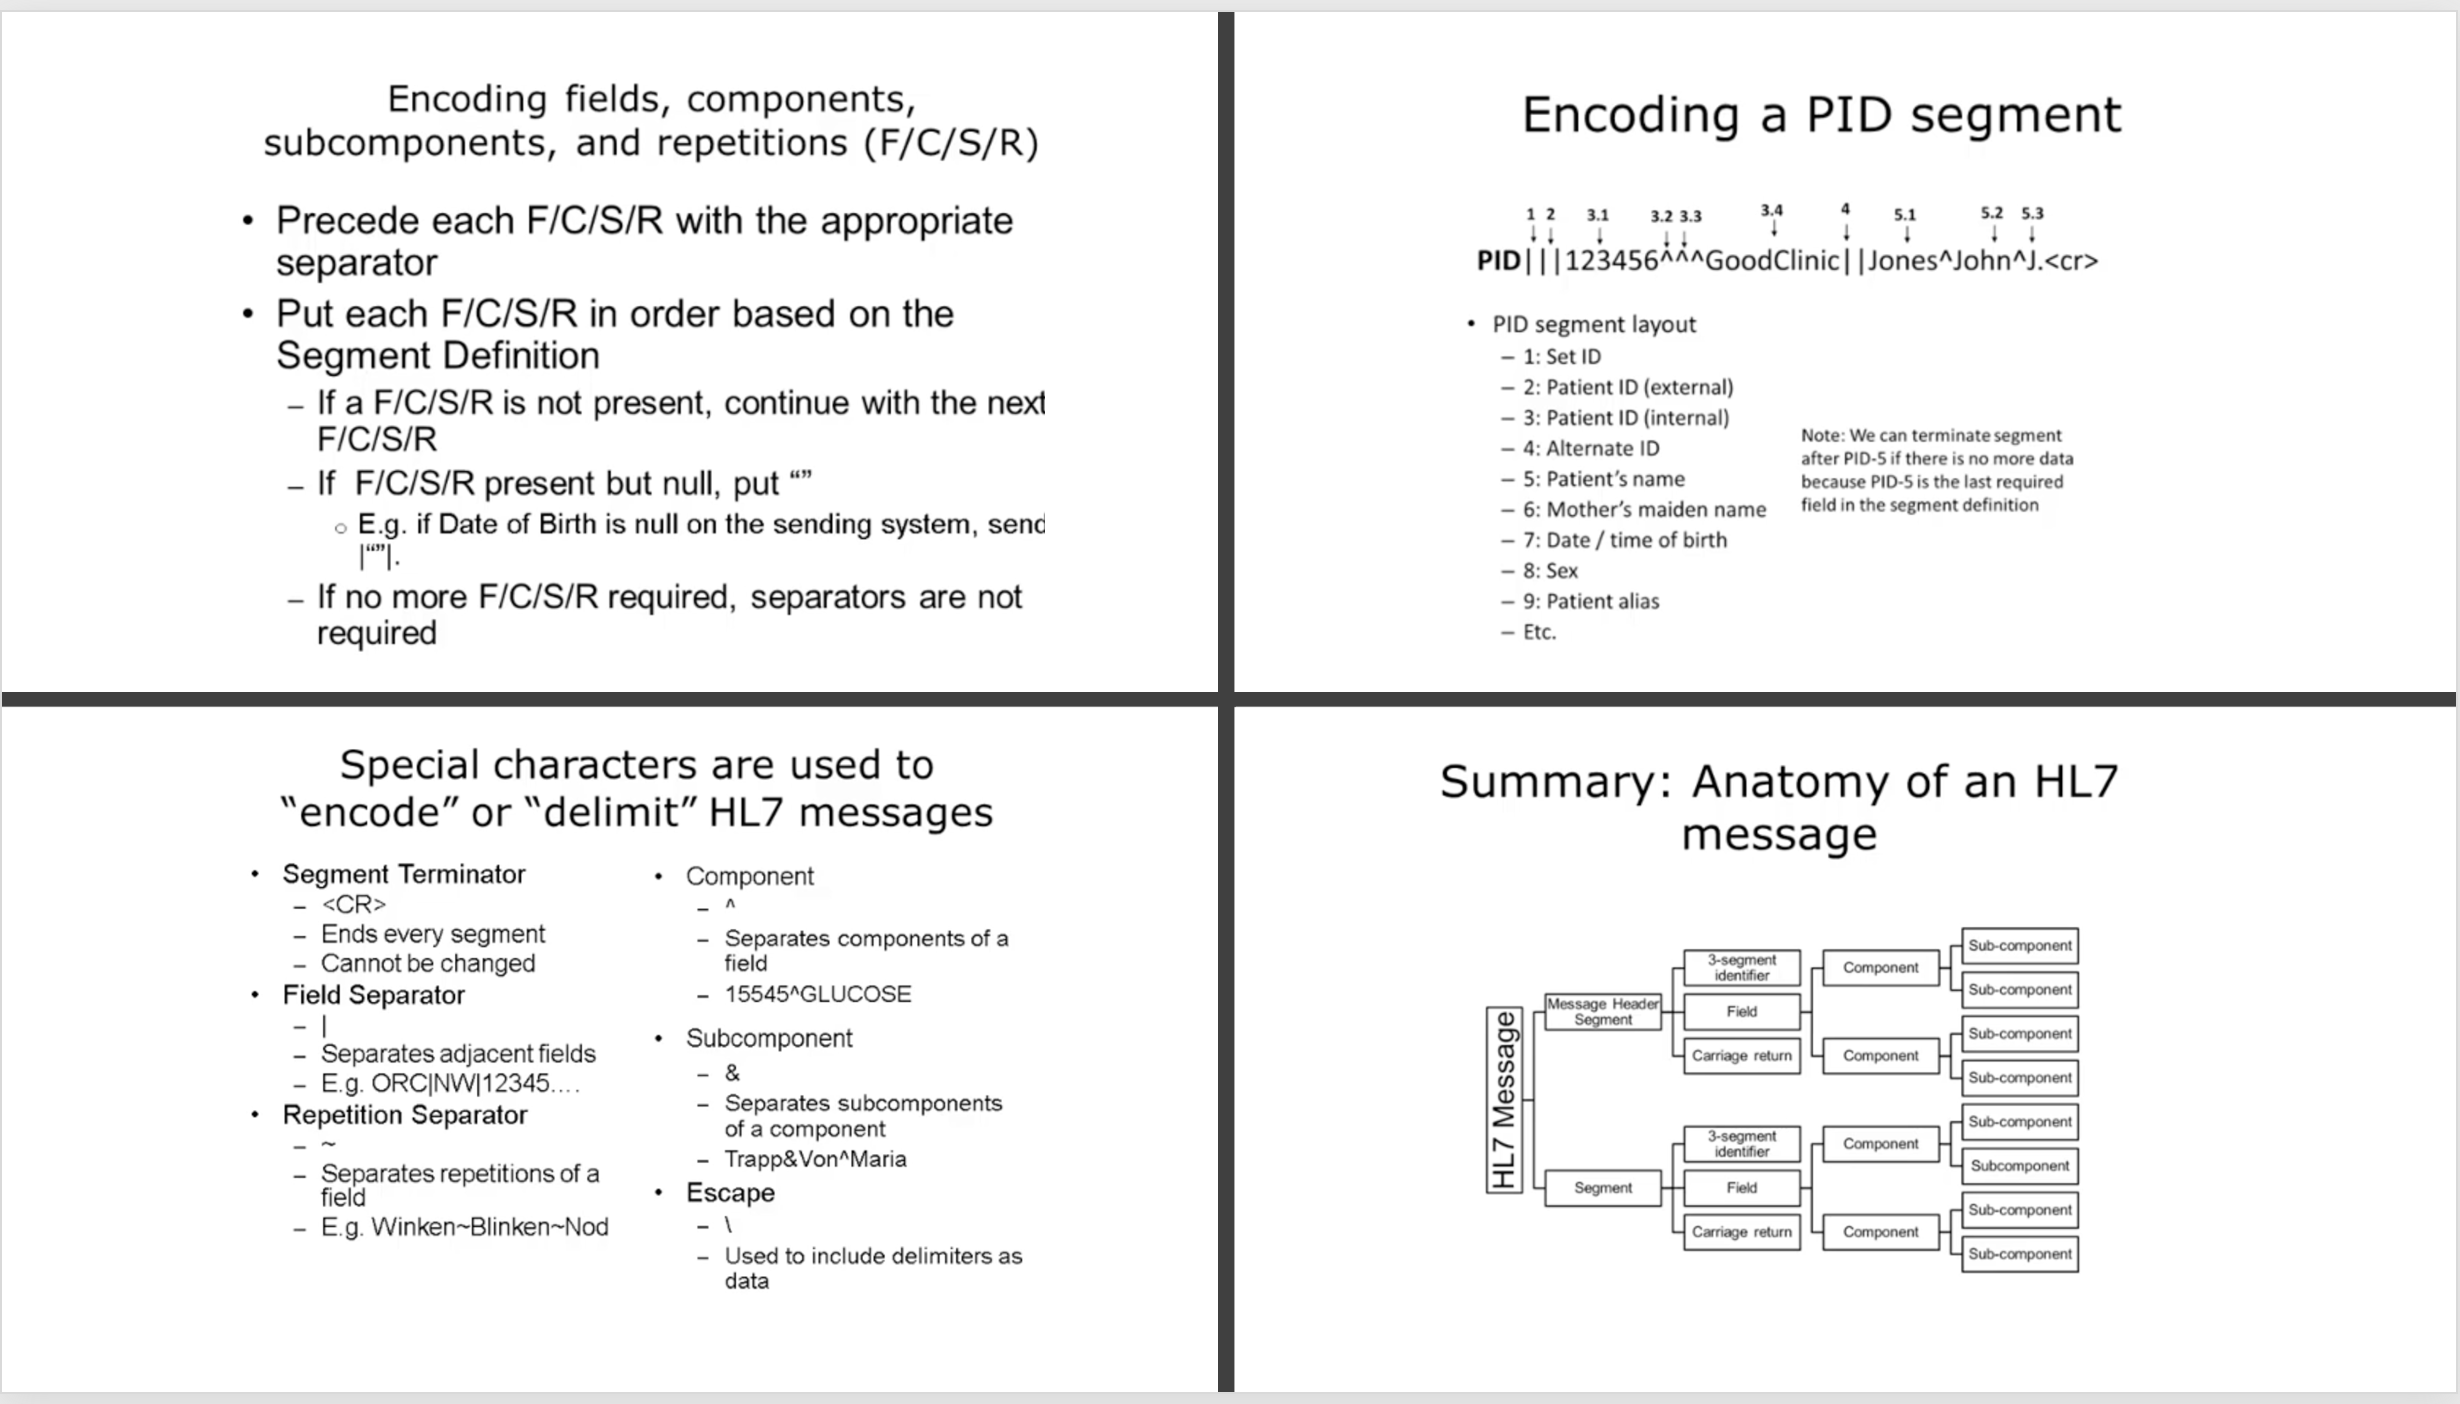 Encoding fields, components,
subcomponents, and repetitions (F/C/S/R)
• Precede each F/C/S/R with the appropriate
separator
• Put each F/C/S/R in order based on the
Segment Definition
– If a F/C/S/R is not present, continue with the next
F/C/S/R
– If F/C/S/R present but null, put “”
○ E.g. if Date of Birth is null on the sending system, send
|“”|.
– If no more F/C/S/R required, separators are not
required
Encoding a PID segment
1 2 3.1 3.2 3.3 3.4 4 5.1 5.2 5.3
PID|||123456^^^GoodClinic||Jones^John^J.<cr>
• PID segment layout
– 1: Set ID
– 2: Patient ID (external)
– 3: Patient ID (internal)
– 4: Alternate ID
– 5: Patient’s name
– 6: Mother’s maiden name
– 7: Date / time of birth
– 8: Sex
– 9: Patient alias
– Etc.
Note: We can terminate segment
after PID-5 if there is no more data
because PID-5 is the last required
field in the segment definition
Special characters are used to
“encode” or “delimit” HL7 messages
• Segment Terminator
– <CR>
– Ends every segment
– Cannot be changed
• Field Separator
– |
– Separates adjacent fields
– E.g. ORC|NW|12345….
• Repetition Separator
– ~
– Separates repetitions of a
field
– E.g. Winken~Blinken~Nod
• Component
– ^
– Separates components of a
field
– 15545^GLUCOSE
• Subcomponent
– &
– Separates subcomponents
of a component
– Trapp&Von^Maria
• Escape
– \
– Used to include delimiters as
data
Summary: Anatomy of an HL7
message
HL7 Message
Message Header
Segment
3-segment
identifier
Field
Carriage return
Component
Component
Sub-component
Sub-component
Sub-component
Sub-component
Segment
3-segment
identifier
Field
Carriage return
Component
Component
Sub-component
Subcomponent
Sub-component
Sub-component